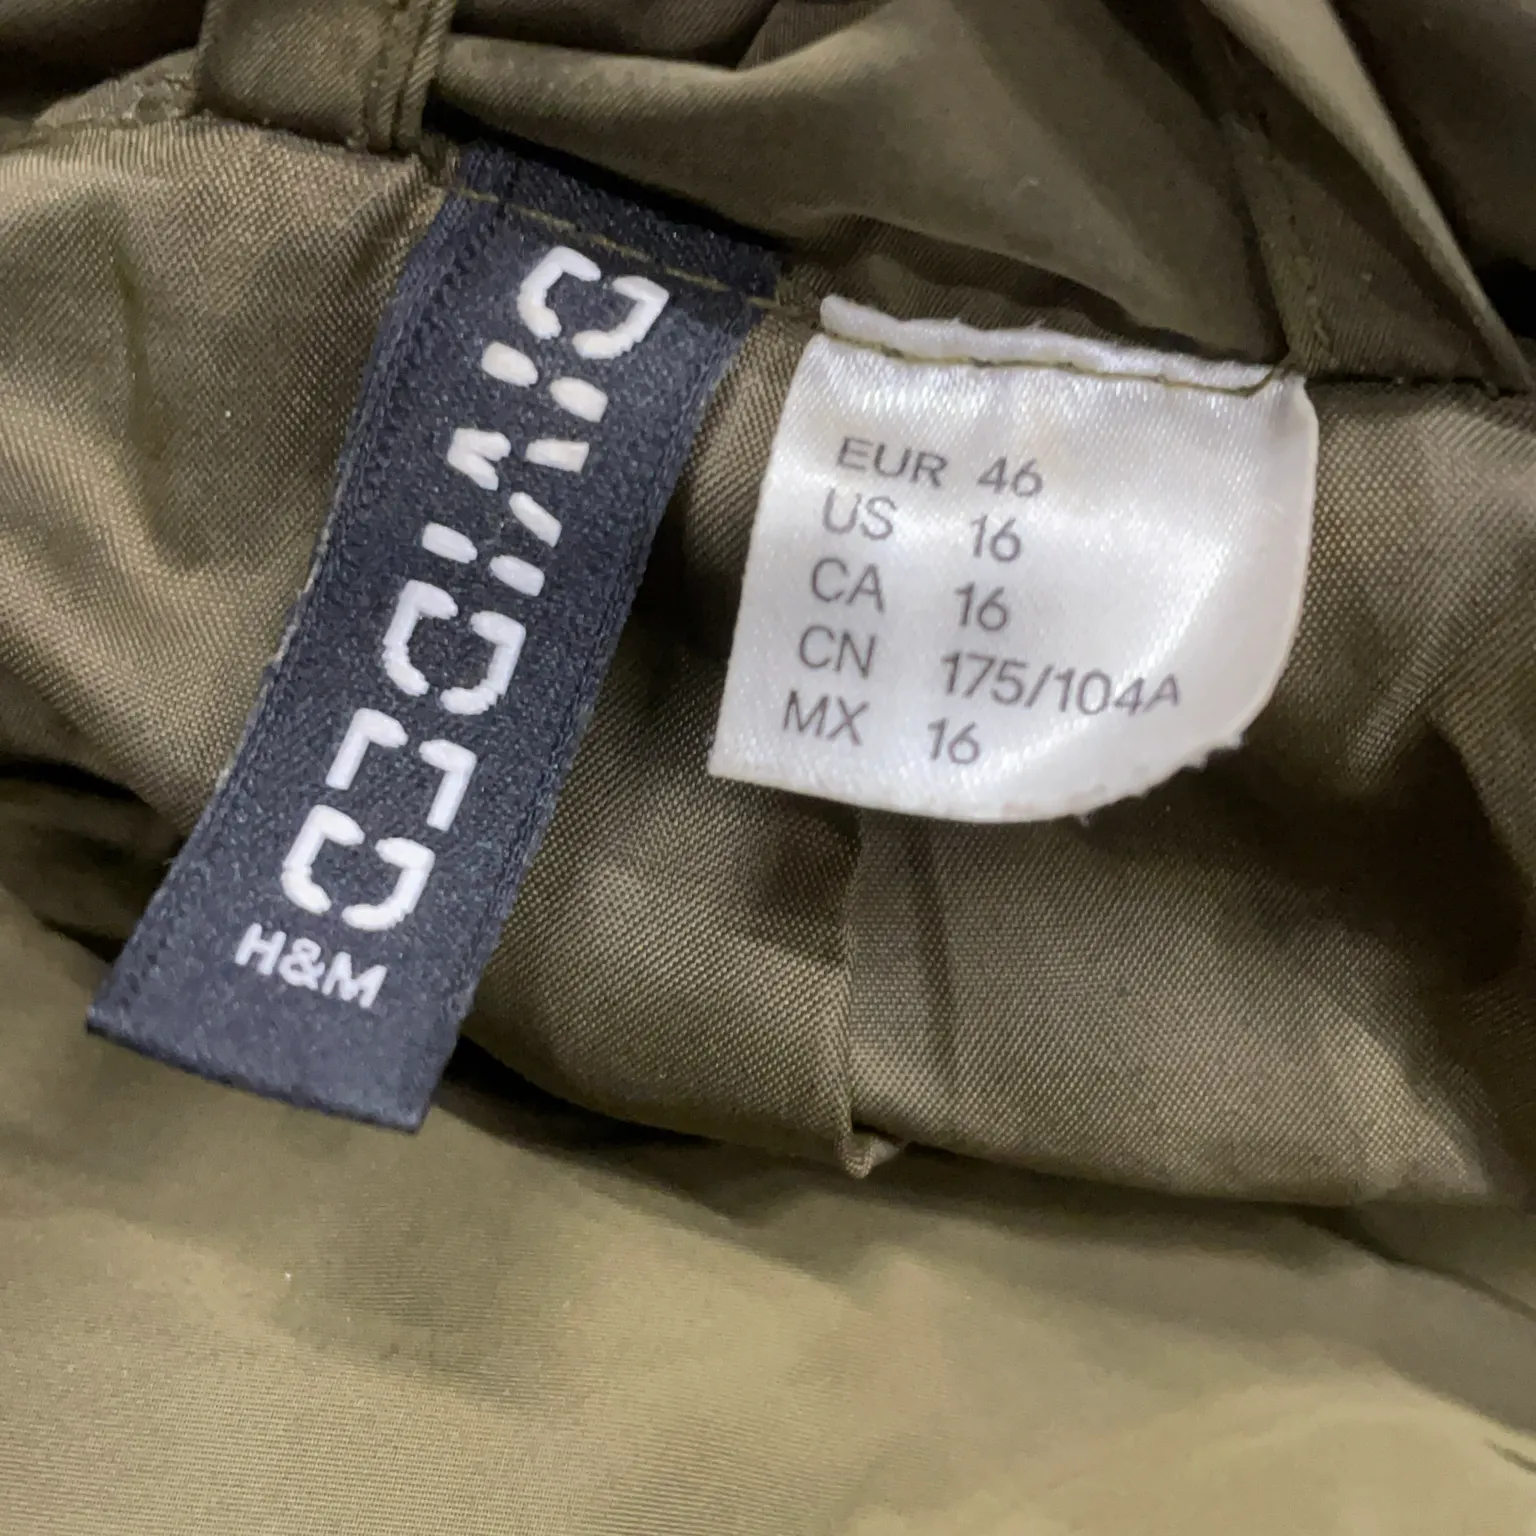 DIVIDED
H&M
EUR 46
US 16
CA 16
CN 175/104A
MX 16